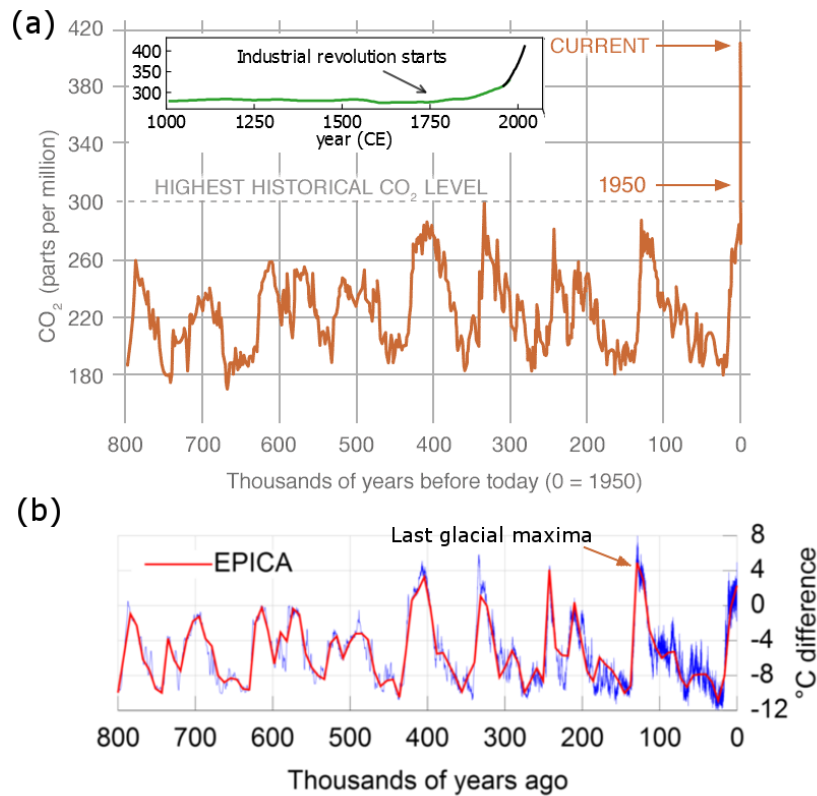 (a)
420
380
340
300
260
220
180
CO₂ (parts per million)
400
350
300
Industrial revolution starts
1000 1250 1500 1750 2000
year (CE)
CURRENT
1950
HIGHEST HISTORICAL CO₂ LEVEL
800 700 600 500 400 300 200 100 0
Thousands of years before today (0 = 1950)
(b)
Last glacial maxima
EPICA
8
4
0
-4
-8
-12
°C difference
800 700 600 500 400 300 200 100 0
Thousands of years ago